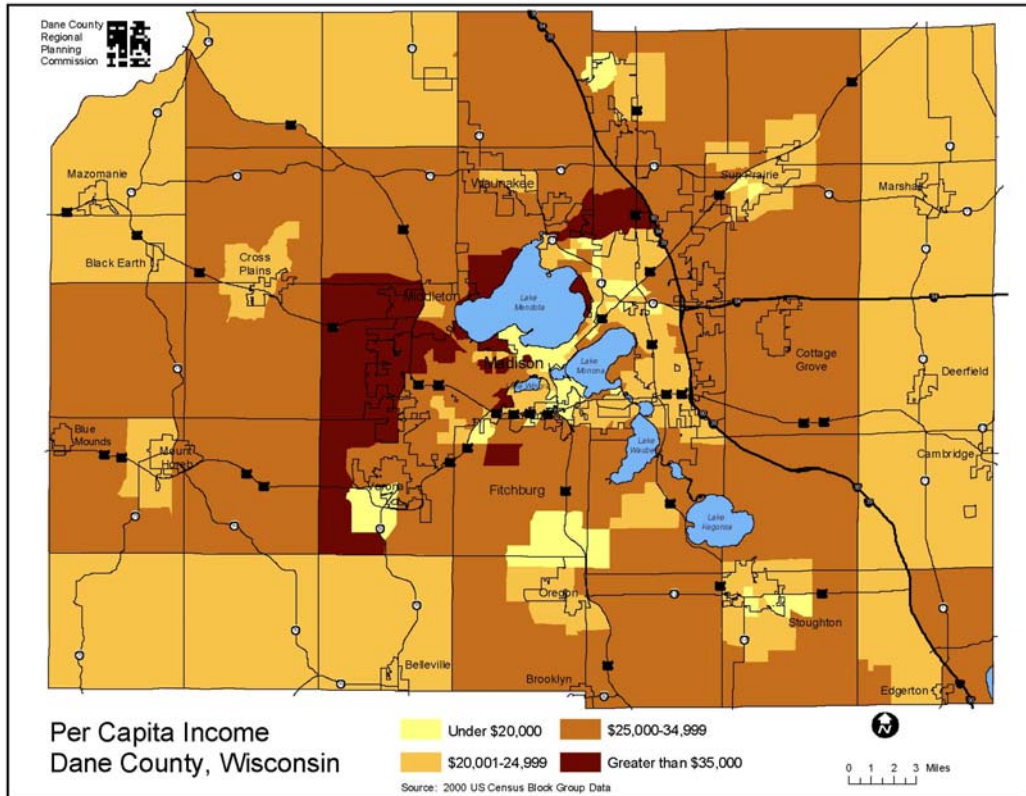 Dane County
Regional
Planning
Commission
Mazomanie
Waunakee
Sun Prairie
Marshall
Black Earth
Cross
Plains
Middleton
Lake
Mendota
Madison
Lake
Monona
Cottage
Grove
Deerfield
Blue
Mounds
Mount
Horeb
Verona
Fitchburg
Lake
Waubesa
Cambridge
Lake
Kegonsa
Oregon
Stoughton
Belleville
Brooklyn
Edgerton
Per Capita Income
Dane County, Wisconsin
Under $20,000
$25,000-34,999
$20,001-24,999
Greater than $35,000
Source: 2000 US Census Block Group Data
N
0 1 2 3 Miles